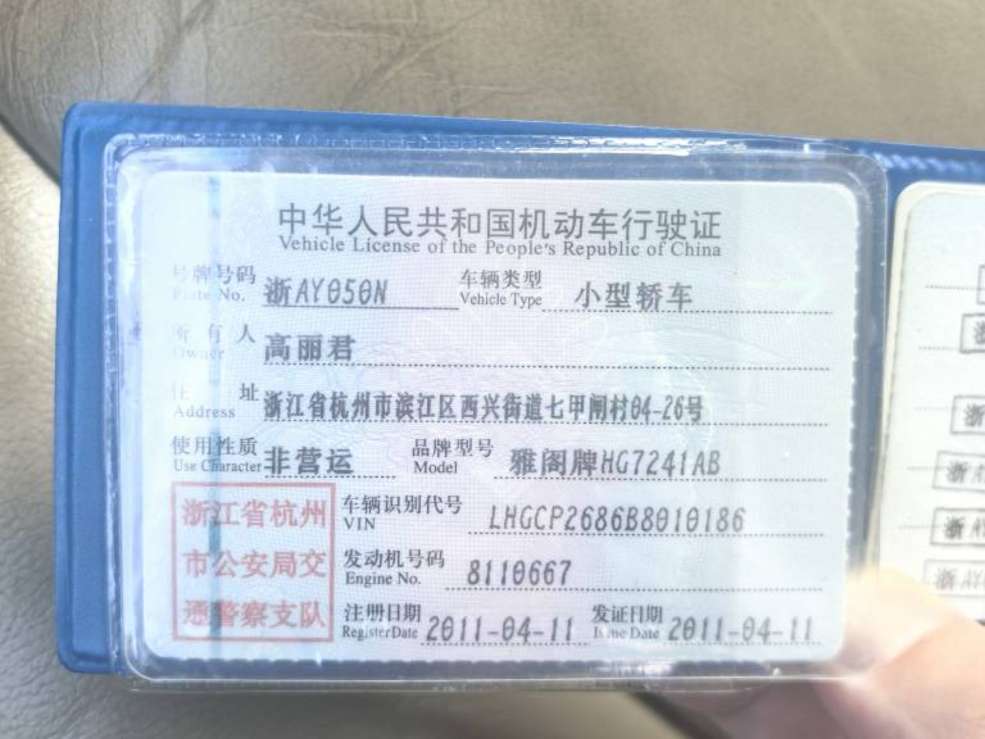 中华人民共和国机动车行驶证
Vehicle License of the People's Republic of China
号牌号码 浙AY050N 车辆类型 小型轿车
Plate No. Vehicle Type
所有人 高丽君
Owner
住址 浙江省杭州市滨江区西兴街道七甲闸村04-26号
Address
使用性质 非营运 品牌型号 雅阁牌HG7241AB
Use Character Model
浙江省杭州
市公安局交
通警察支队
车辆识别代号 LHGCP2686B8010186
VIN
发动机号码 8110667
Engine No.
注册日期 2011-04-11 发证日期 2011-04-11
Register Date Issue Date